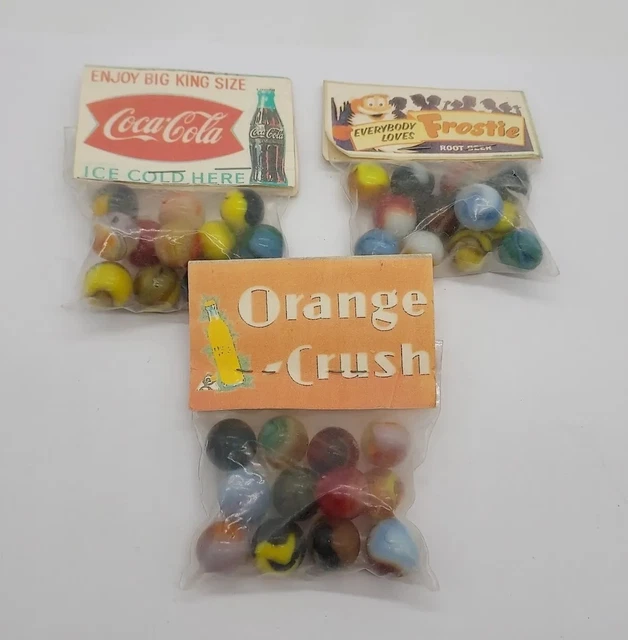 ENJOY BIG KING SIZE
Coca-Cola
Coca-Cola
ICE COLD HERE
EVERYBODY
LOVES
Frostie
ROOT BEER
Orange
-Crush